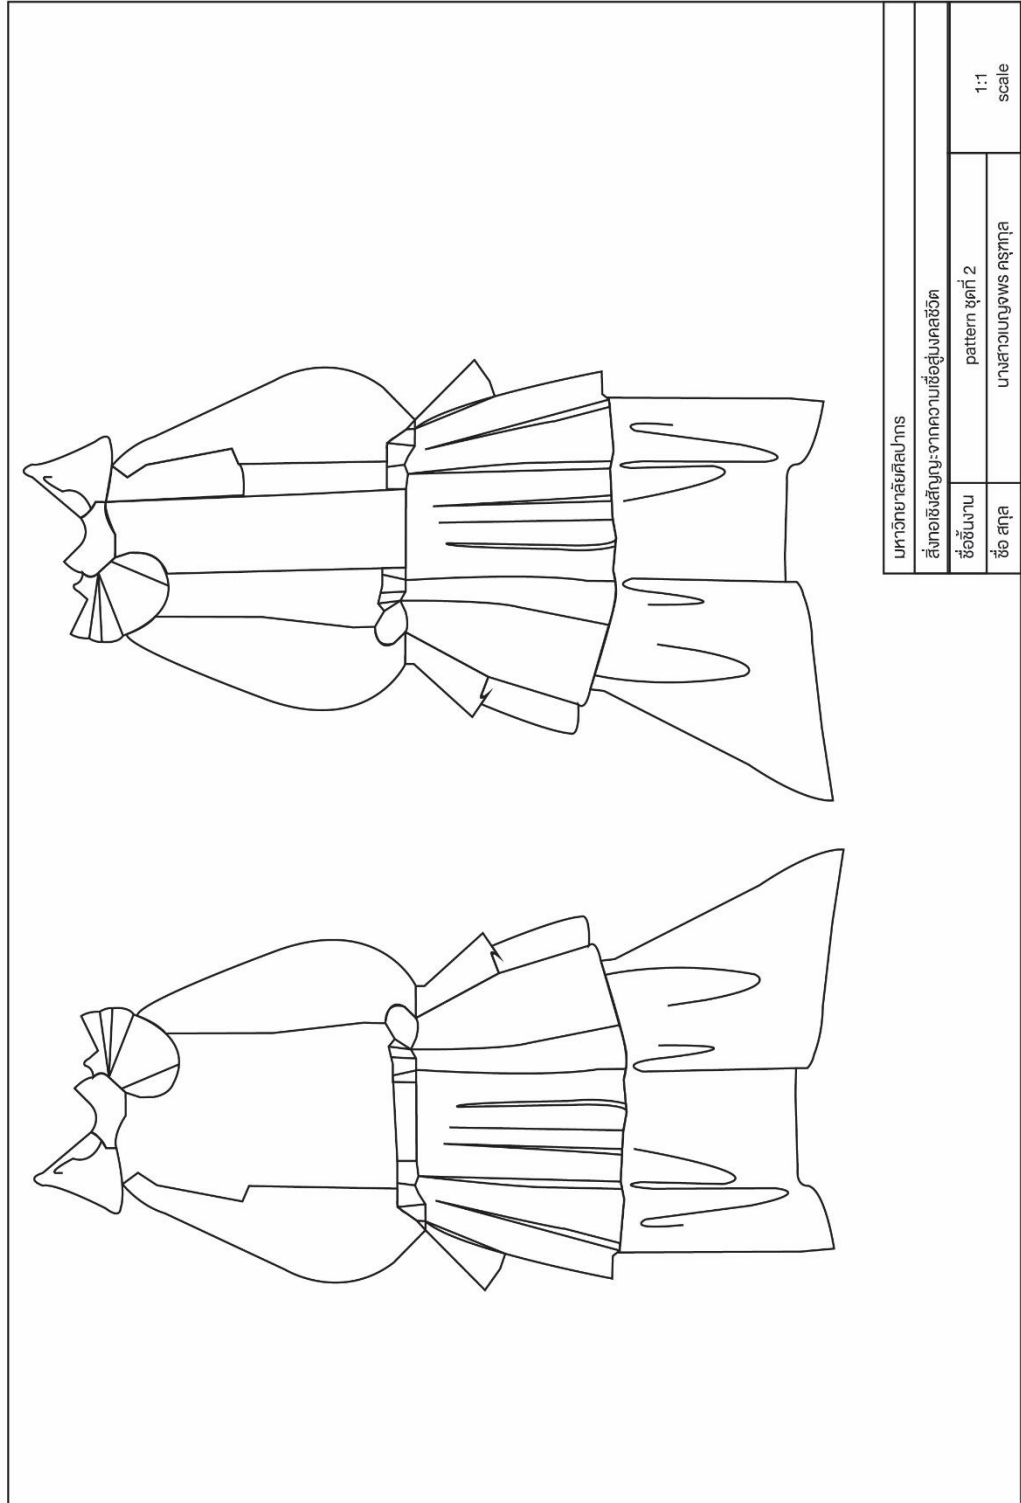 มหาวิทยาลัยศิลปากร
สิ่งทอเชิงสัญญะจากความเชื่อสู่มงคลชีวิต
ชื่อชิ้นงาน pattern ชุดที่ 2
ชื่อ สกุล นางสาวเบญจพร ครุฑกุล
1:1
scale